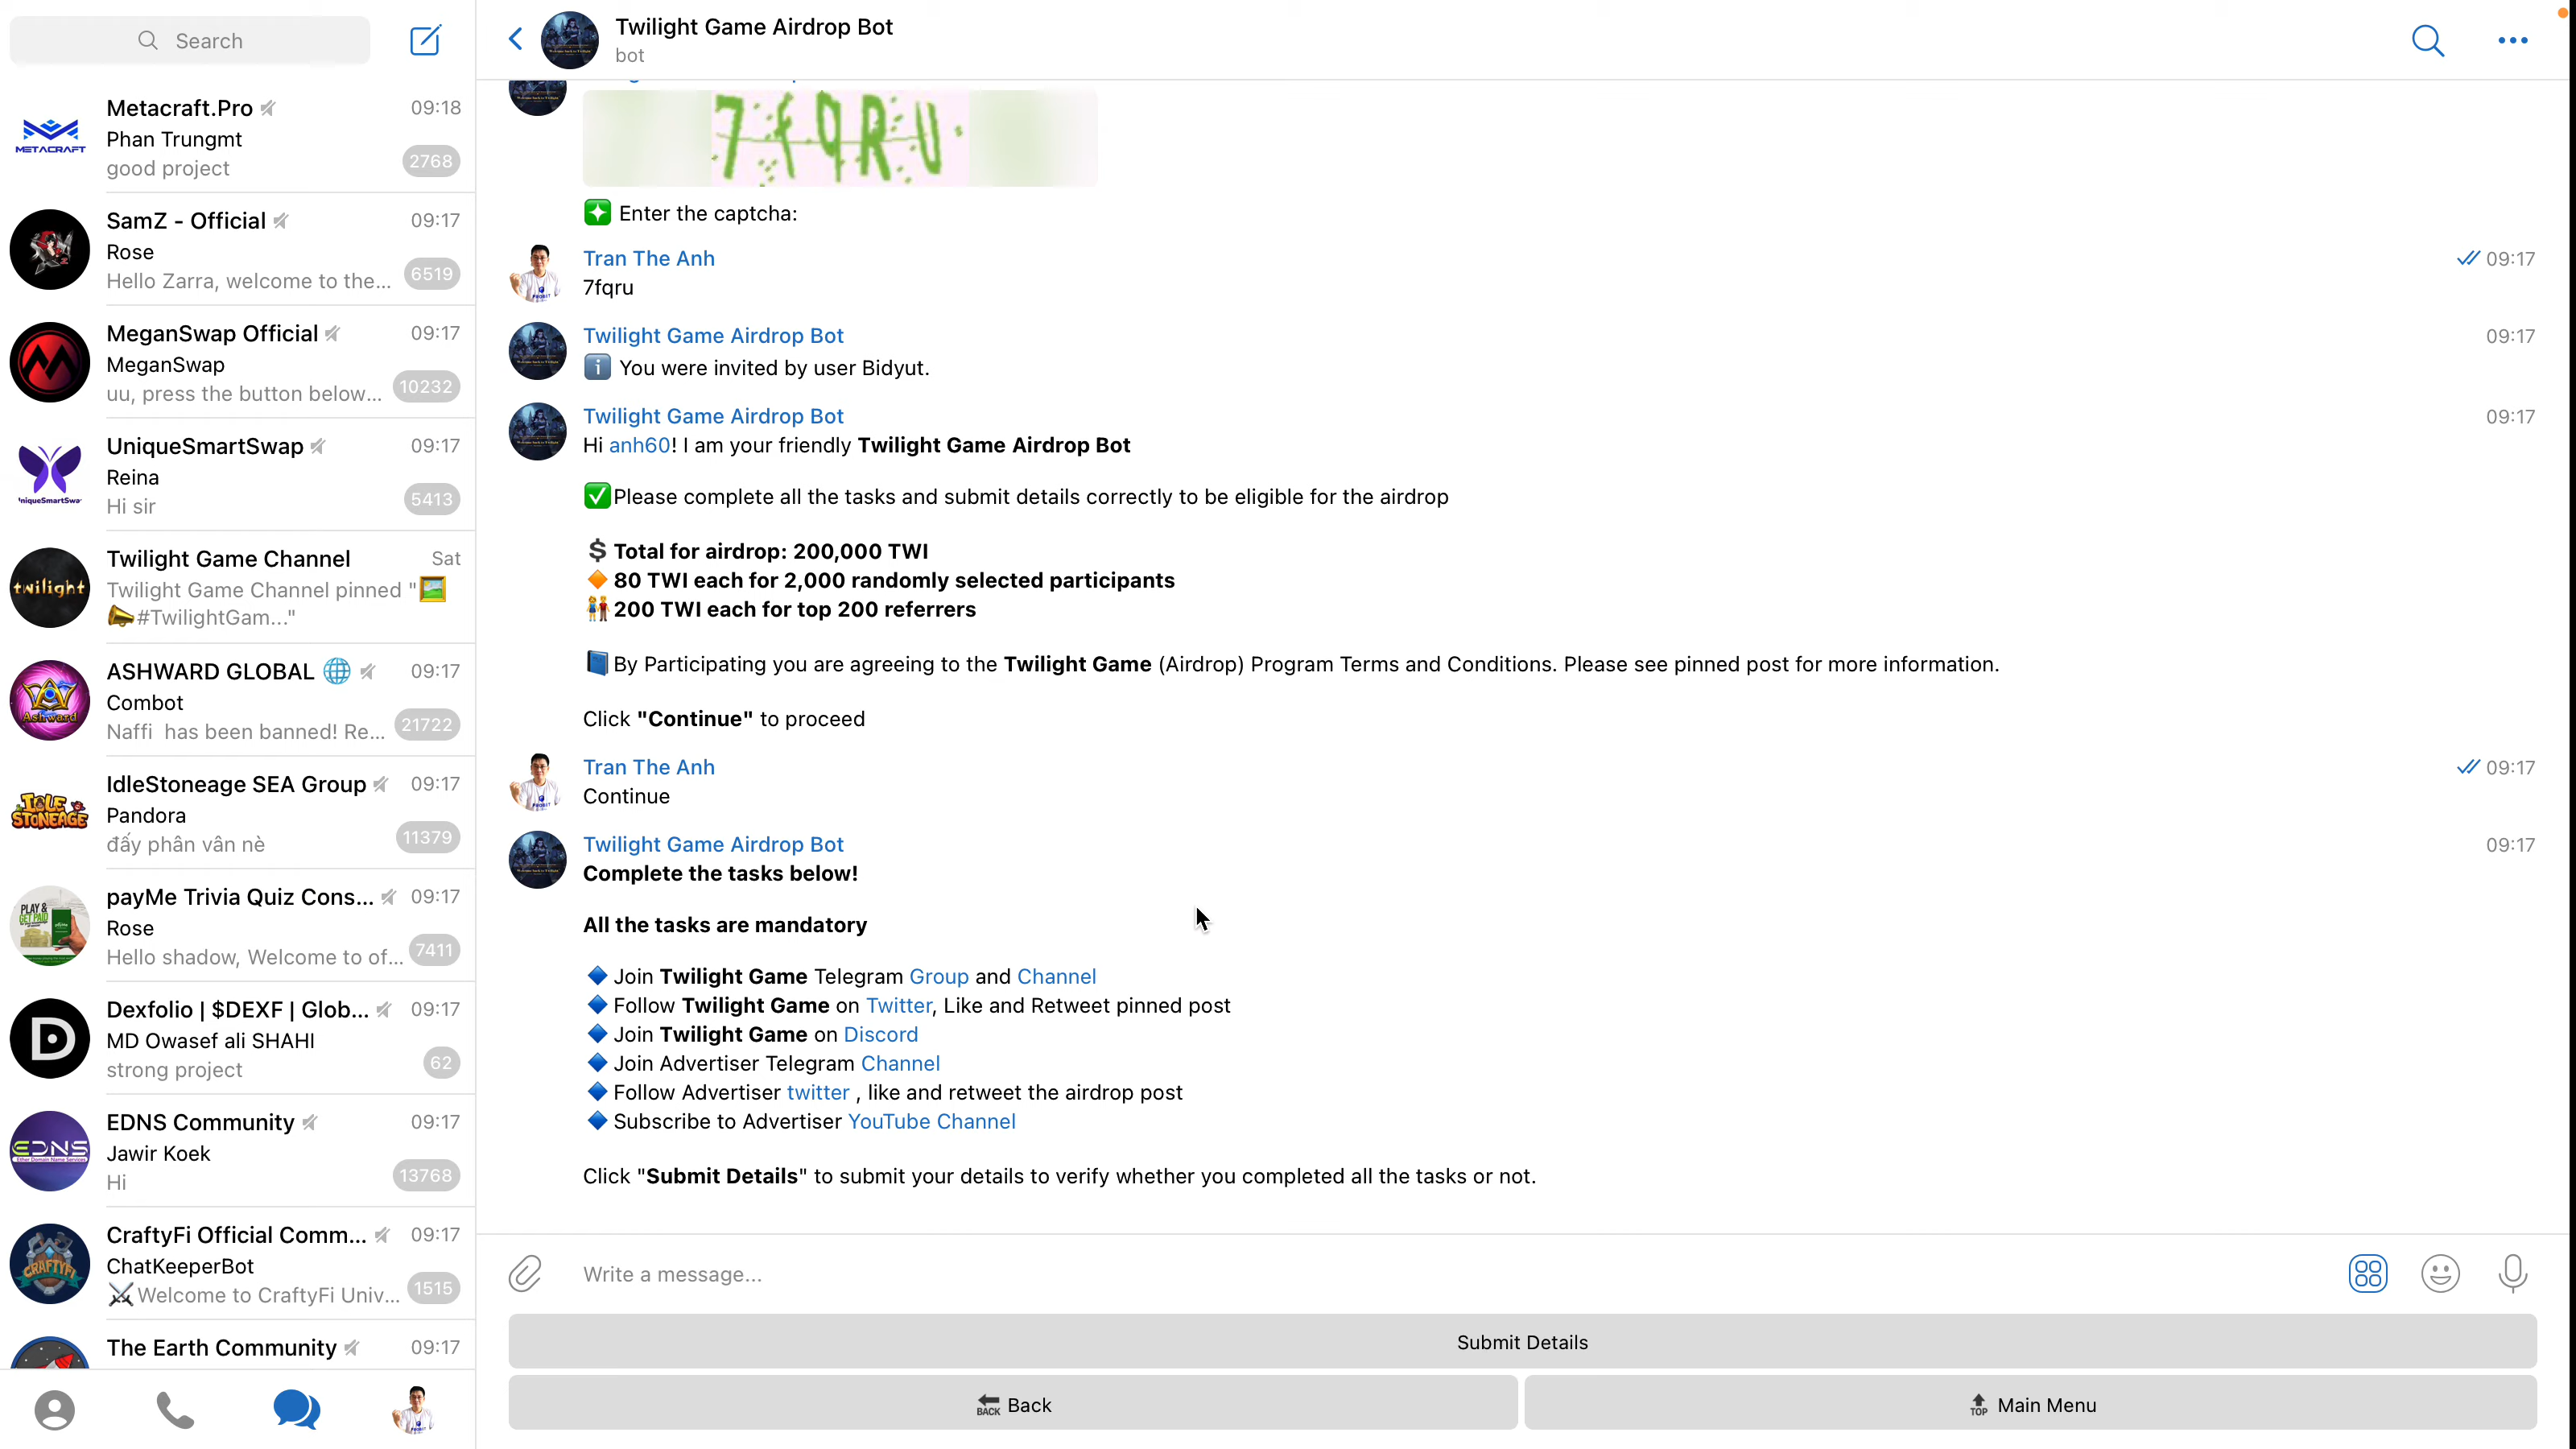 Search
Metacraft.Pro
09:18
Phan Trungmt
good project
2768
METACRAFT
SamZ - Official
09:17
Rose
Hello Zarra, welcome to the...
6519
MeganSwap Official
09:17
MeganSwap
uu, press the button below...
10232
UniqueSmartSwap
09:17
Reina
Hi sir
5413
Twilight Game Channel
Sat
Twilight Game Channel pinned "🖼
📣#TwilightGam..."
twilight
ASHWARD GLOBAL 🌐
09:17
Combot
Naffi has been banned! Re...
21722
Ashward
IdleStoneage SEA Group
09:17
Pandora
đấy phân vân nè
11379
IDLE
STONEAGE
payMe Trivia Quiz Cons...
09:17
Rose
Hello shadow, Welcome to of...
7411
PLAY &
GET PAID
Dexfolio | $DEXF | Glob...
09:17
MD Owasef ali SHAHI
strong project
62
D
EDNS Community
09:17
Jawir Koek
Hi
13768
EDNS
CraftyFi Official Comm...
09:17
ChatKeeperBot
⚔Welcome to CraftyFi Univ...
1515
CRAFTYFI
The Earth Community
09:17
Twilight Game Airdrop Bot
bot
7fqRU
Enter the captcha:
Tran The Anh
09:17
7fqru
Twilight Game Airdrop Bot
09:17
ℹ You were invited by user Bidyut.
Twilight Game Airdrop Bot
09:17
Hi anh60! I am your friendly Twilight Game Airdrop Bot
✅Please complete all the tasks and submit details correctly to be eligible for the airdrop
💲Total for airdrop: 200,000 TWI
🔶80 TWI each for 2,000 randomly selected participants
👫200 TWI each for top 200 referrers
📘By Participating you are agreeing to the Twilight Game (Airdrop) Program Terms and Conditions. Please see pinned post for more information.
Click "Continue" to proceed
Tran The Anh
09:17
Continue
Twilight Game Airdrop Bot
09:17
Complete the tasks below!
All the tasks are mandatory
🔷Join Twilight Game Telegram Group and Channel
🔷Follow Twilight Game on Twitter, Like and Retweet pinned post
🔷Join Twilight Game on Discord
🔷Join Advertiser Telegram Channel
🔷Follow Advertiser twitter , like and retweet the airdrop post
🔷Subscribe to Advertiser YouTube Channel
Click "Submit Details" to submit your details to verify whether you completed all the tasks or not.
Write a message...
Submit Details
BACK Back
TOP Main Menu